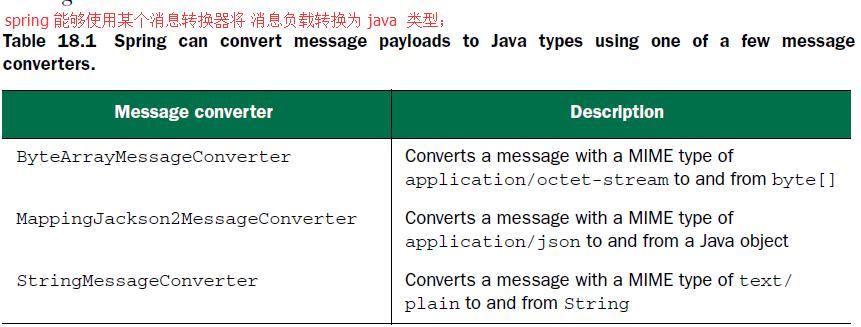 spring 能够使用某个消息转换器将 消息负载转换为 java 类型；
Table 18.1 Spring can convert message payloads to Java types using one of a few message
converters.
Message converter Description
ByteArrayMessageConverter Converts a message with a MIME type of
application/octet-stream to and from byte[]
MappingJackson2MessageConverter Converts a message with a MIME type of
application/json to and from a Java object
StringMessageConverter Converts a message with a MIME type of text/
plain to and from String